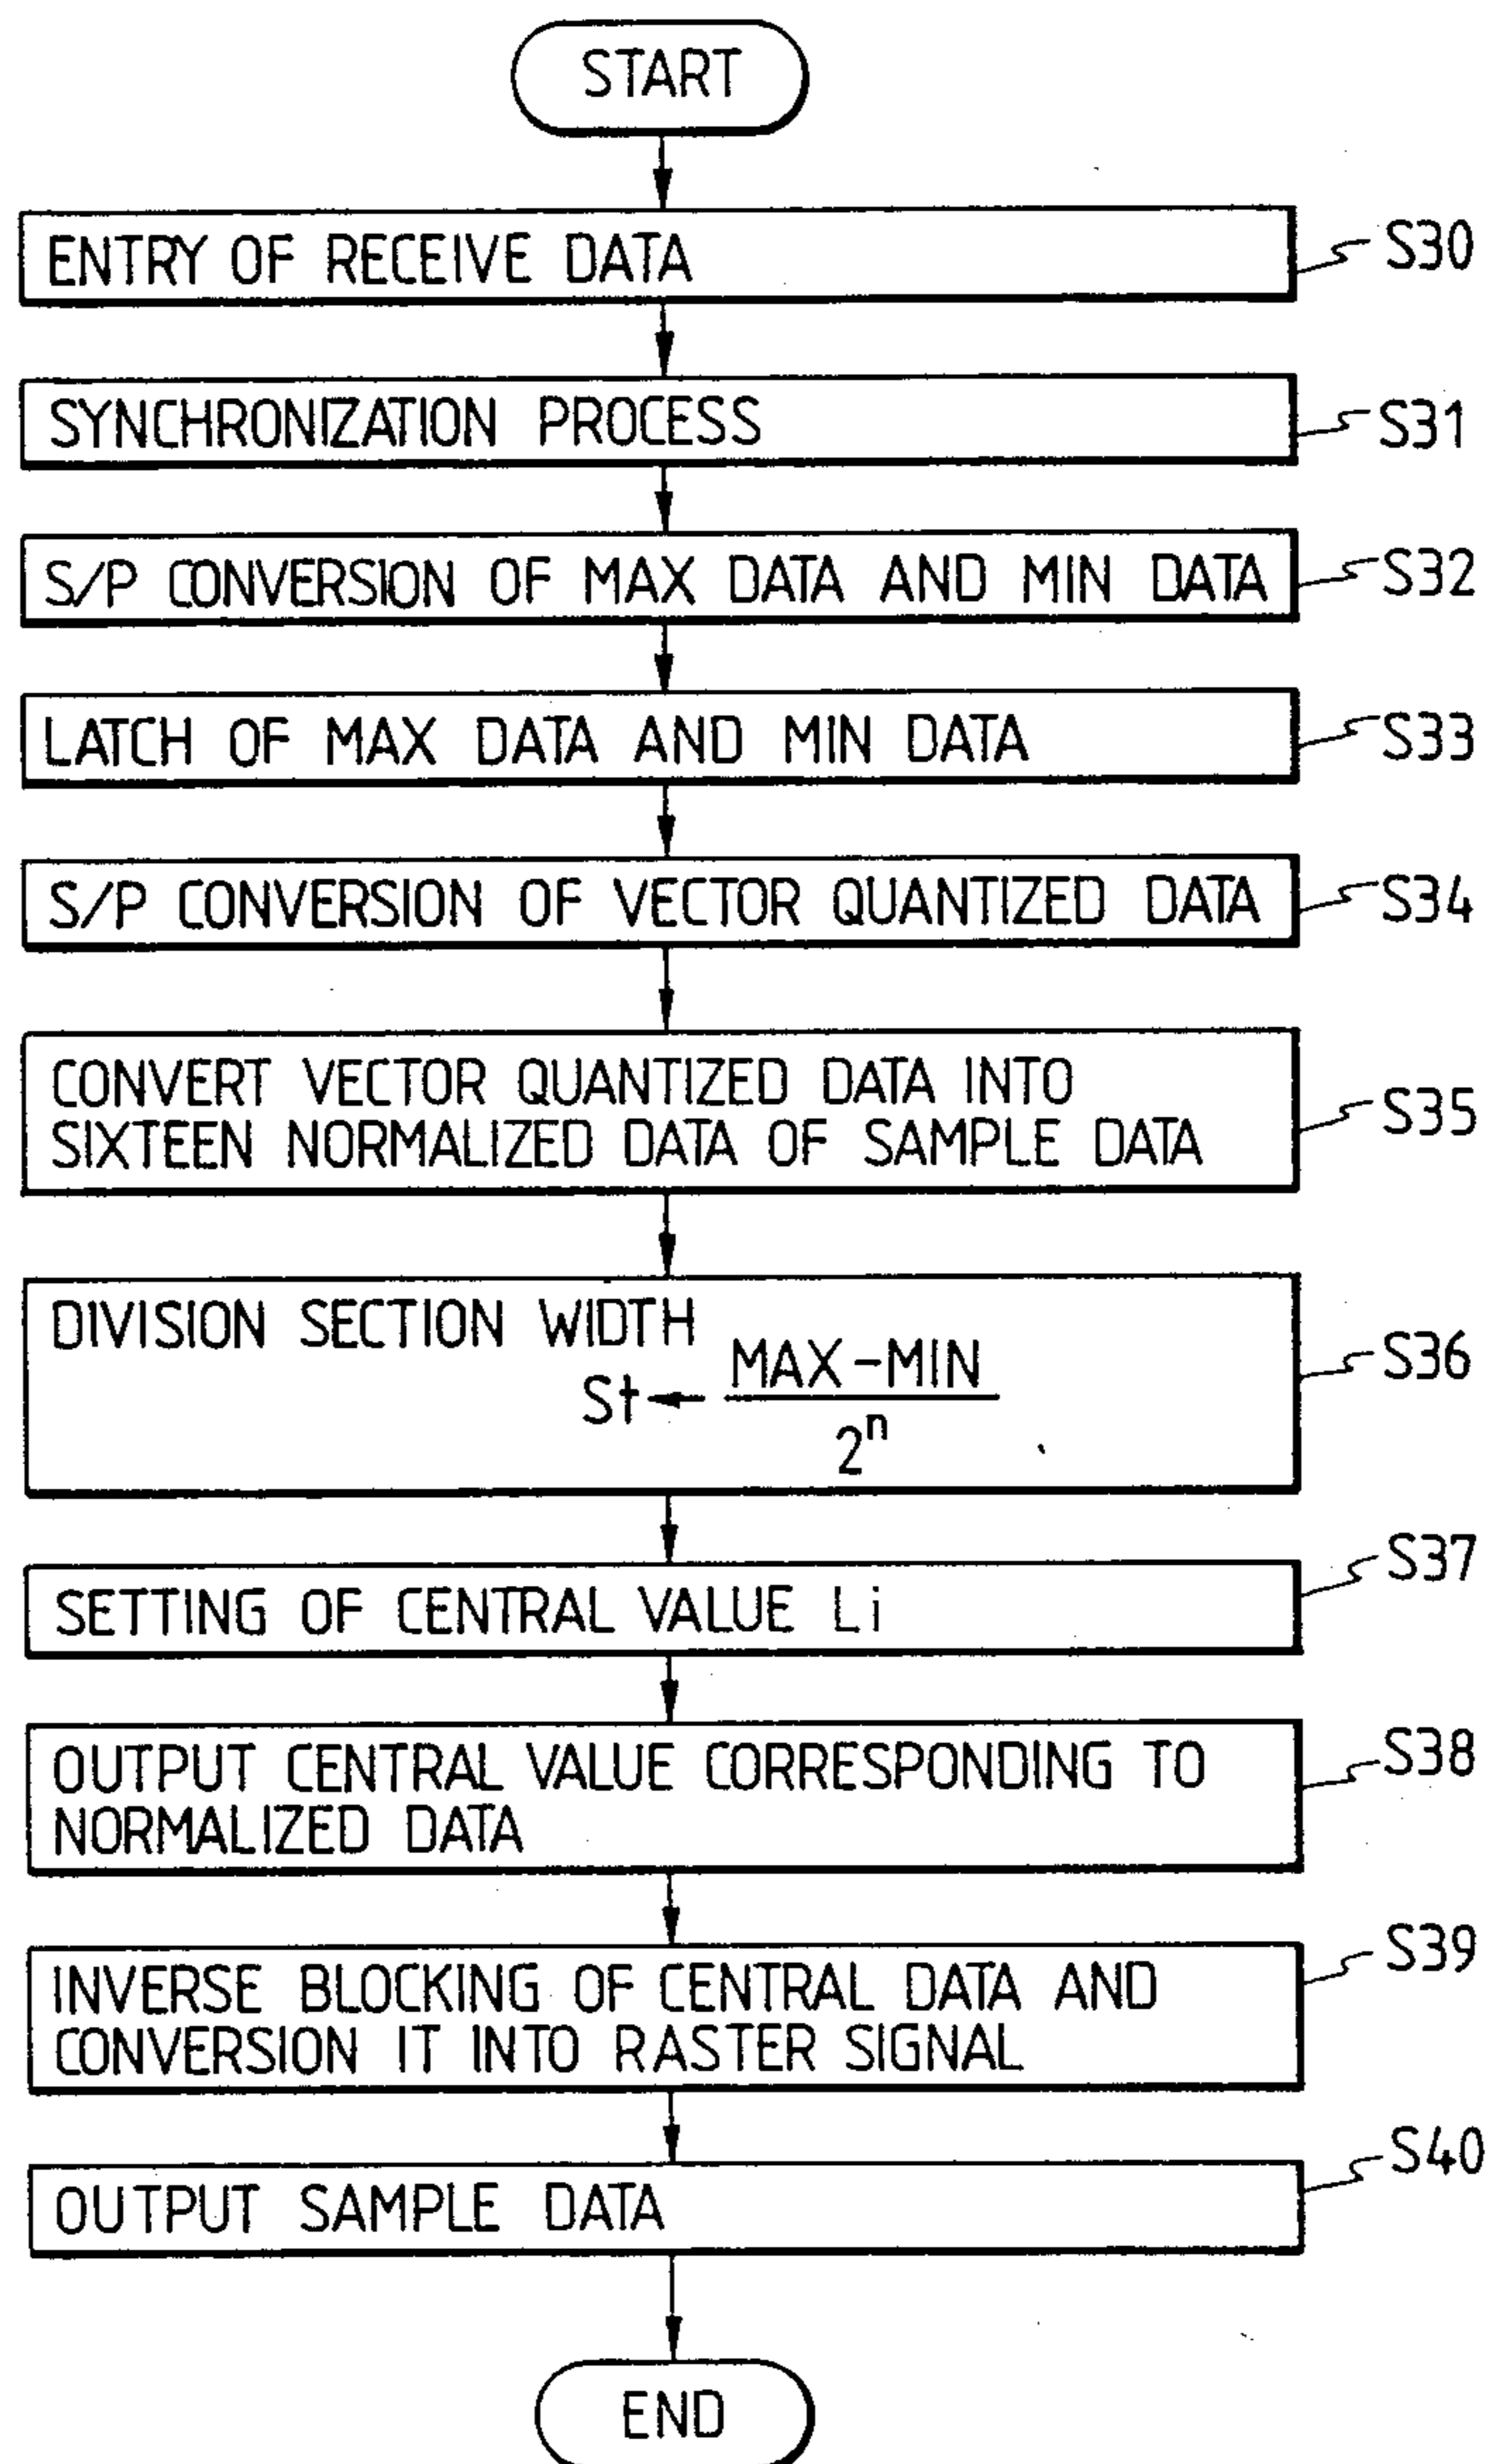 START
ENTRY OF RECEIVE DATA
S30
SYNCHRONIZATION PROCESS
S31
S/P CONVERSION OF MAX DATA AND MIN DATA
S32
LATCH OF MAX DATA AND MIN DATA
S33
S/P CONVERSION OF VECTOR QUANTIZED DATA
S34
CONVERT VECTOR QUANTIZED DATA INTO
SIXTEEN NORMALIZED DATA OF SAMPLE DATA
S35
DIVISION SECTION WIDTH
St ← MAX-MIN / 2^n
S36
SETTING OF CENTRAL VALUE Li
S37
OUTPUT CENTRAL VALUE CORRESPONDING TO
NORMALIZED DATA
S38
INVERSE BLOCKING OF CENTRAL DATA AND
CONVERSION IT INTO RASTER SIGNAL
S39
OUTPUT SAMPLE DATA
S40
END